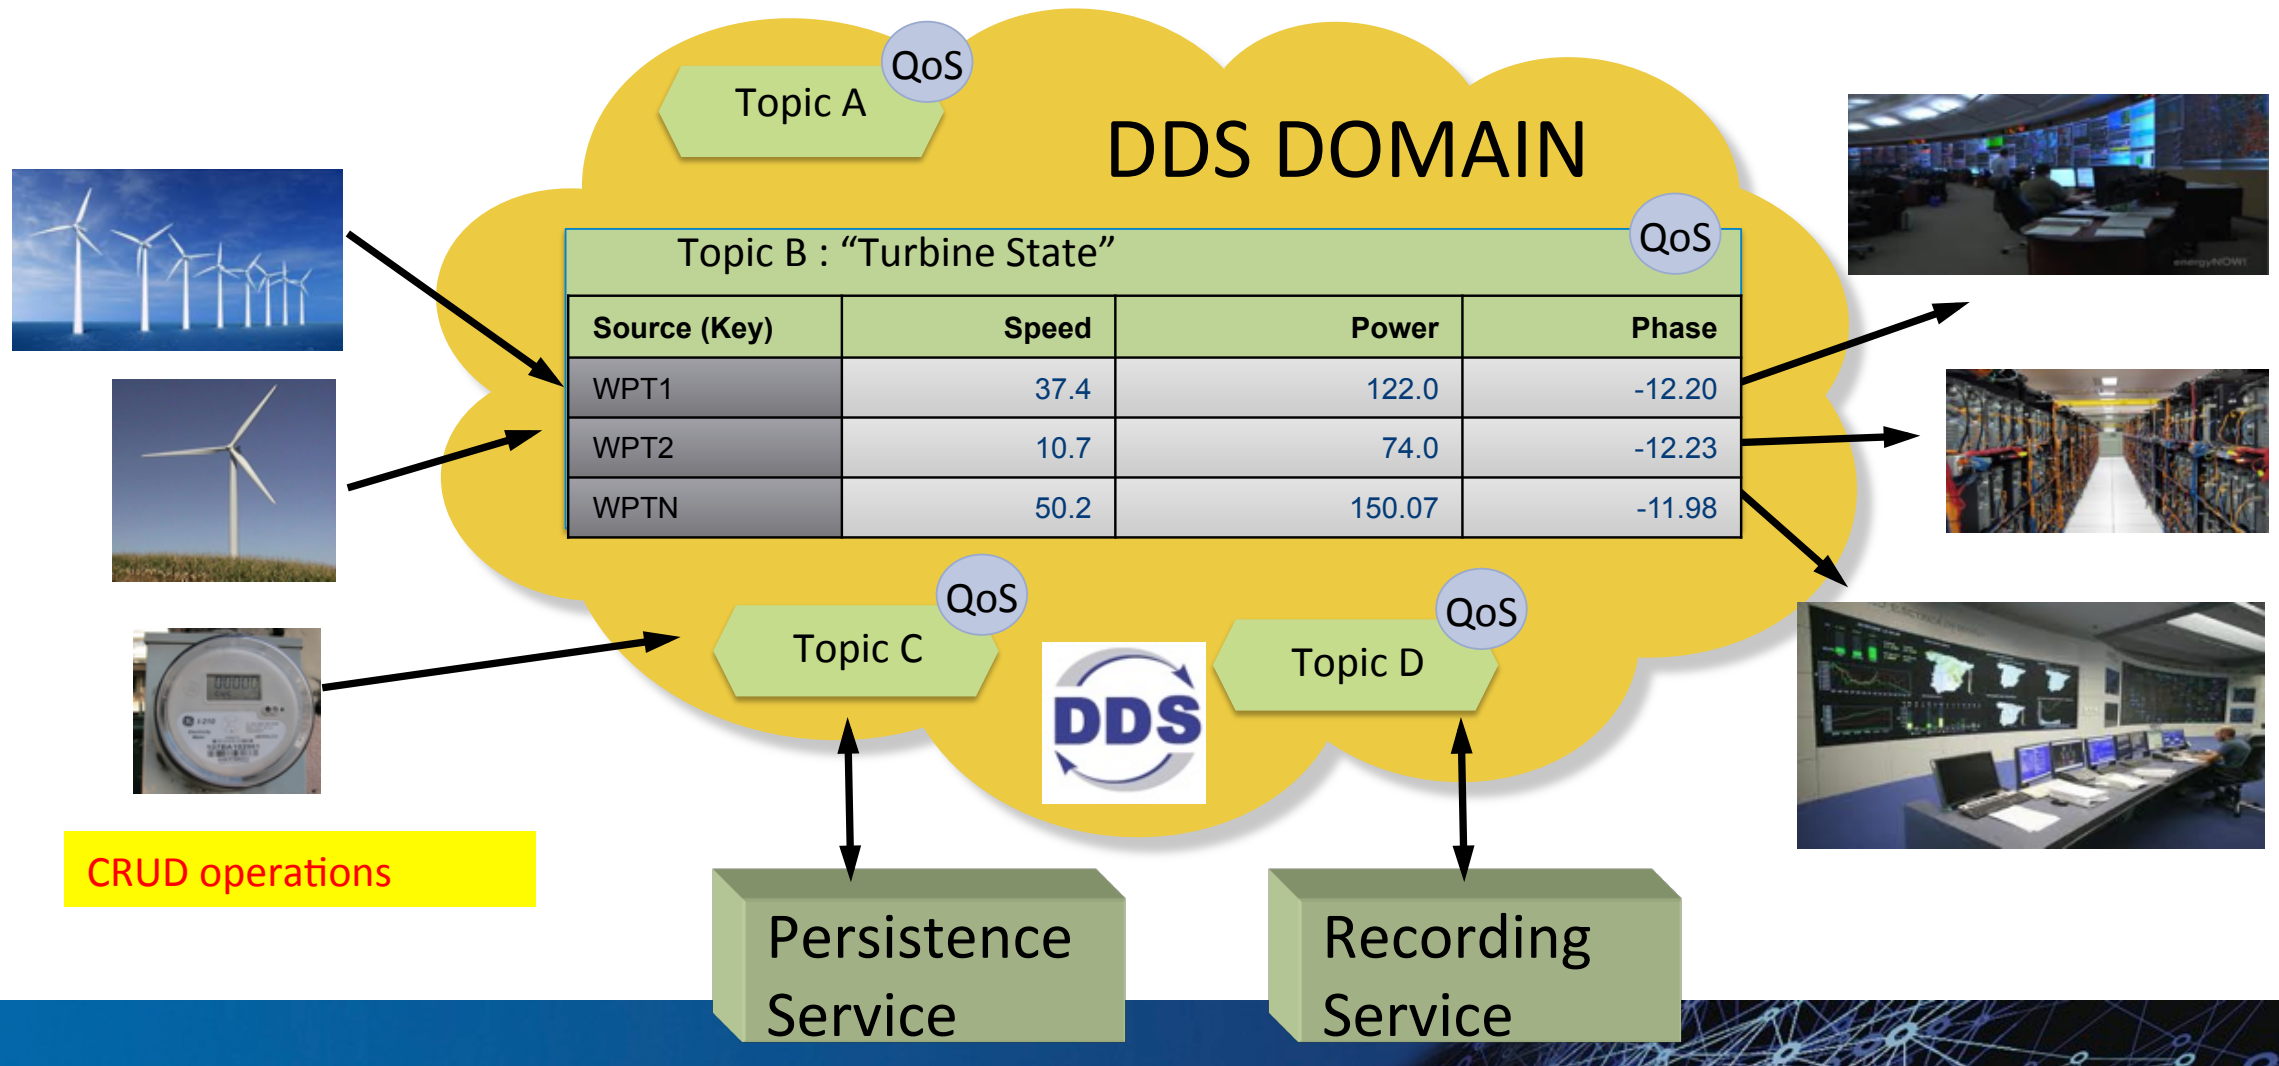 QoS
Topic A
DDS DOMAIN
QoS
Topic B : “Turbine State”
Source (Key) Speed Power Phase
WPT1 37.4 122.0 -12.20
WPT2 10.7 74.0 -12.23
WPTN 50.2 150.07 -11.98
energyNOW!
QoS
Topic C
QoS
Topic D
DDS
CRUD operations
Persistence
Service
Recording
Service